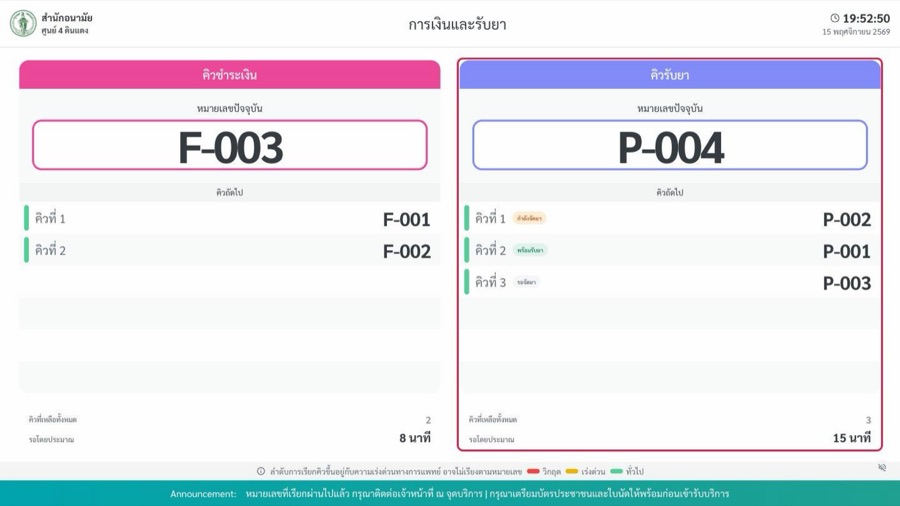 สำนักอนามัย
ศูนย์ 4 ดินแดง
การเงินและรับยา
19:52:50
15 พฤศจิกายน 2569
คิวชำระเงิน
หมายเลขปัจจุบัน
F-003
คิวถัดไป
คิวที่ 1 F-001
คิวที่ 2 F-002
คิวที่เหลือทั้งหมด 2
รอโดยประมาณ 8 นาที
คิวรับยา
หมายเลขปัจจุบัน
P-004
คิวถัดไป
คิวที่ 1 กำลังจัดยา P-002
คิวที่ 2 พร้อมรับยา P-001
คิวที่ 3 รอจัดยา P-003
คิวที่เหลือทั้งหมด 3
รอโดยประมาณ 15 นาที
ลำดับการเรียกคิวขึ้นอยู่กับความเร่งด่วนทางการแพทย์ อาจไม่เรียงตามหมายเลข วิกฤต เร่งด่วน ทั่วไป
Announcement: หมายเลขที่เรียกผ่านไปแล้ว กรุณาติดต่อเจ้าหน้าที่ ณ จุดบริการ | กรุณาเตรียมบัตรประชาชนและใบนัดให้พร้อมก่อนเข้ารับบริการ